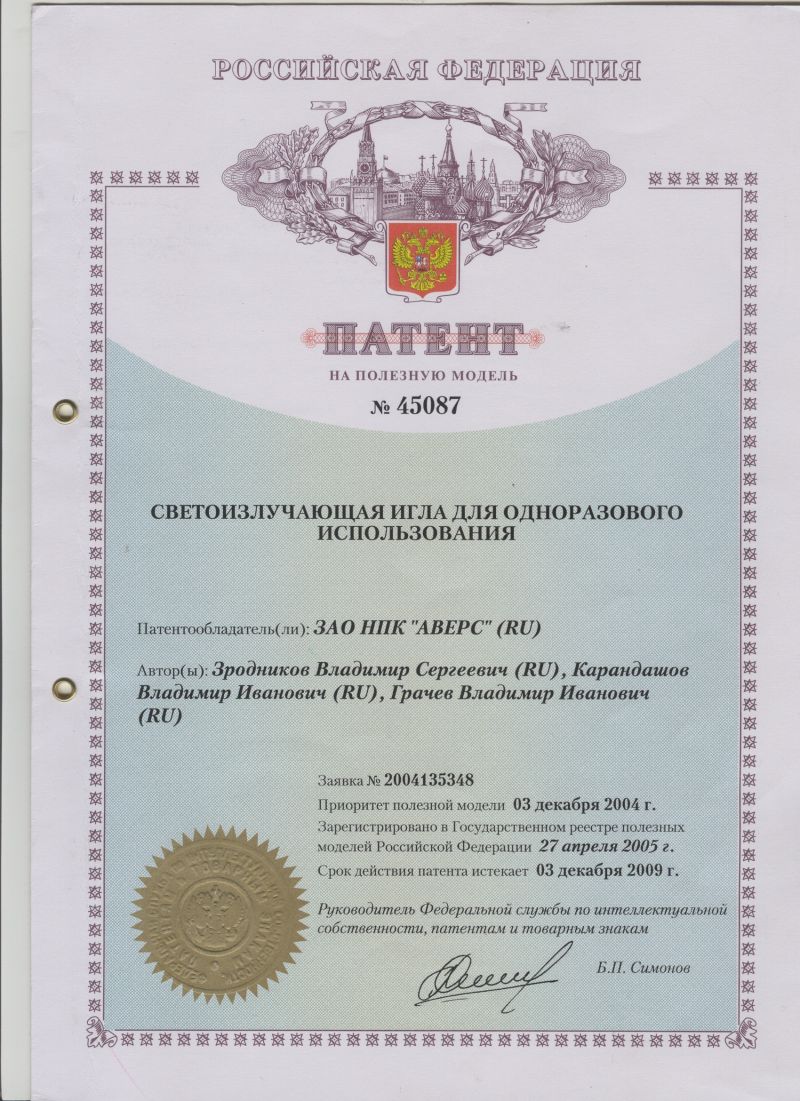 РОССИЙСКАЯ ФЕДЕРАЦИЯ
ПАТЕНТ
НА ПОЛЕЗНУЮ МОДЕЛЬ
№ 45087
СВЕТОИЗЛУЧАЮЩАЯ ИГЛА ДЛЯ ОДНОРАЗОВОГО
ИСПОЛЬЗОВАНИЯ
Патентообладатель(ли): ЗАО НПК "АВЕРС" (RU)
Автор(ы): Зродников Владимир Сергеевич (RU), Карандашов
Владимир Иванович (RU), Грачев Владимир Иванович
(RU)
Заявка № 2004135348
Приоритет полезной модели 03 декабря 2004 г.
Зарегистрировано в Государственном реестре полезных
моделей Российской Федерации 27 апреля 2005 г.
Срок действия патента истекает 03 декабря 2009 г.
Руководитель Федеральной службы по интеллектуальной
собственности, патентам и товарным знакам
Б.П. Симонов